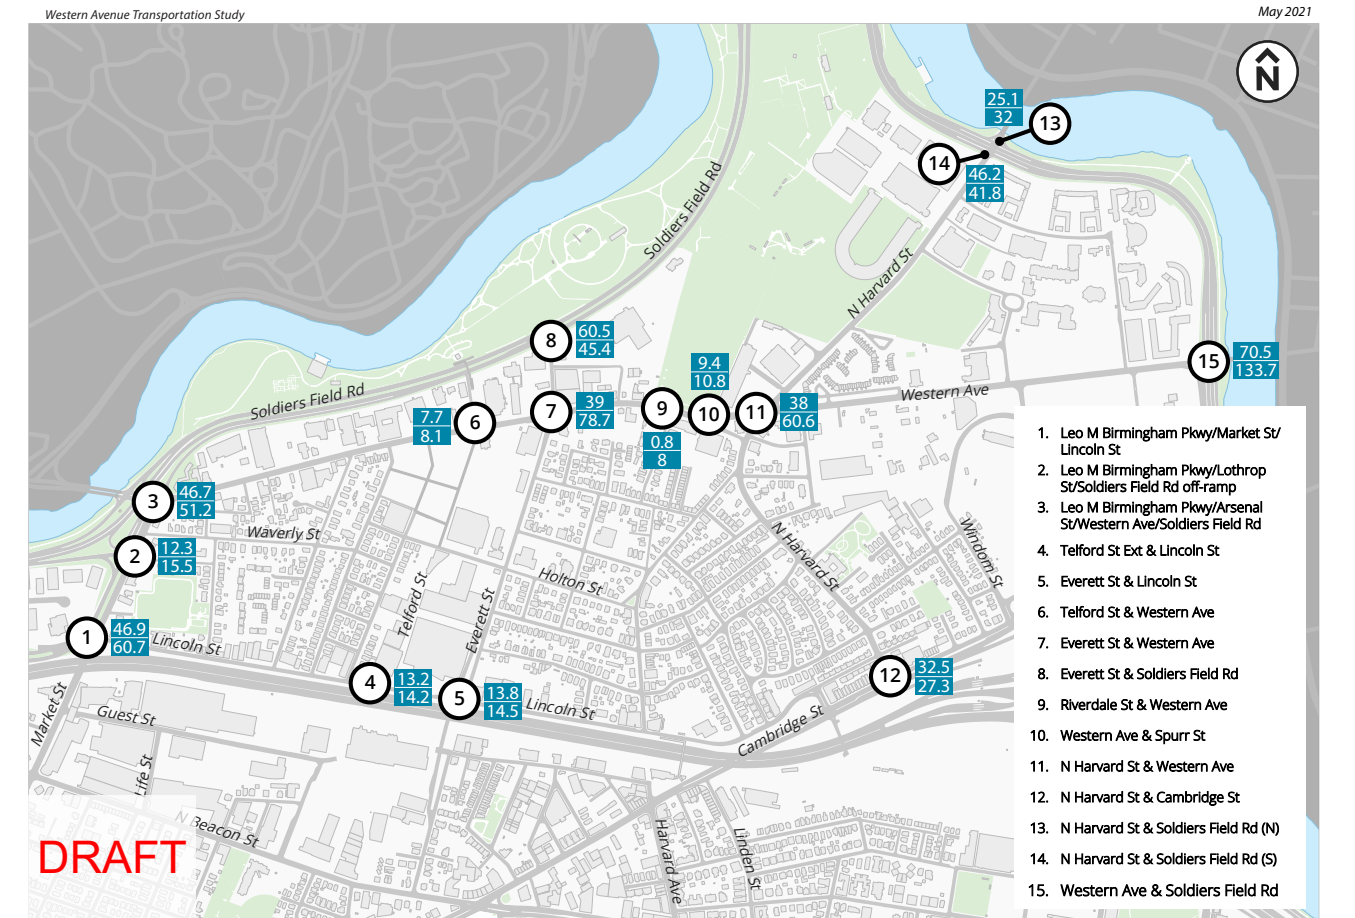 Western Avenue Transportation Study
May 2021
N
25.1
32
13
14
46.2
41.8
Soldiers Field Rd
N Harvard St
8
60.5
45.4
9.4
10.8
15
70.5
133.7
Soldiers Field Rd
7.7
8.1
6
7
39
78.7
9
0.8
8
10
11
38
60.6
Western Ave
3
46.7
51.2
Waverly St
2
12.3
15.5
N Harvard St
Windom St
Holton St
Telford St
Everett St
1
46.9
60.7
Lincoln St
4
13.2
14.2
5
13.8
14.5
Lincoln St
12
32.5
27.3
Market St
Guest St
Cambridge St
Life St
N Beacon St
Harvard Ave
Linden St
DRAFT
1. Leo M Birmingham Pkwy/Market St/
Lincoln St
2. Leo M Birmingham Pkwy/Lothrop
St/Soldiers Field Rd off-ramp
3. Leo M Birmingham Pkwy/Arsenal
St/Western Ave/Soldiers Field Rd
4. Telford St Ext & Lincoln St
5. Everett St & Lincoln St
6. Telford St & Western Ave
7. Everett St & Western Ave
8. Everett St & Soldiers Field Rd
9. Riverdale St & Western Ave
10. Western Ave & Spurr St
11. N Harvard St & Western Ave
12. N Harvard St & Cambridge St
13. N Harvard St & Soldiers Field Rd (N)
14. N Harvard St & Soldiers Field Rd (S)
15. Western Ave & Soldiers Field Rd